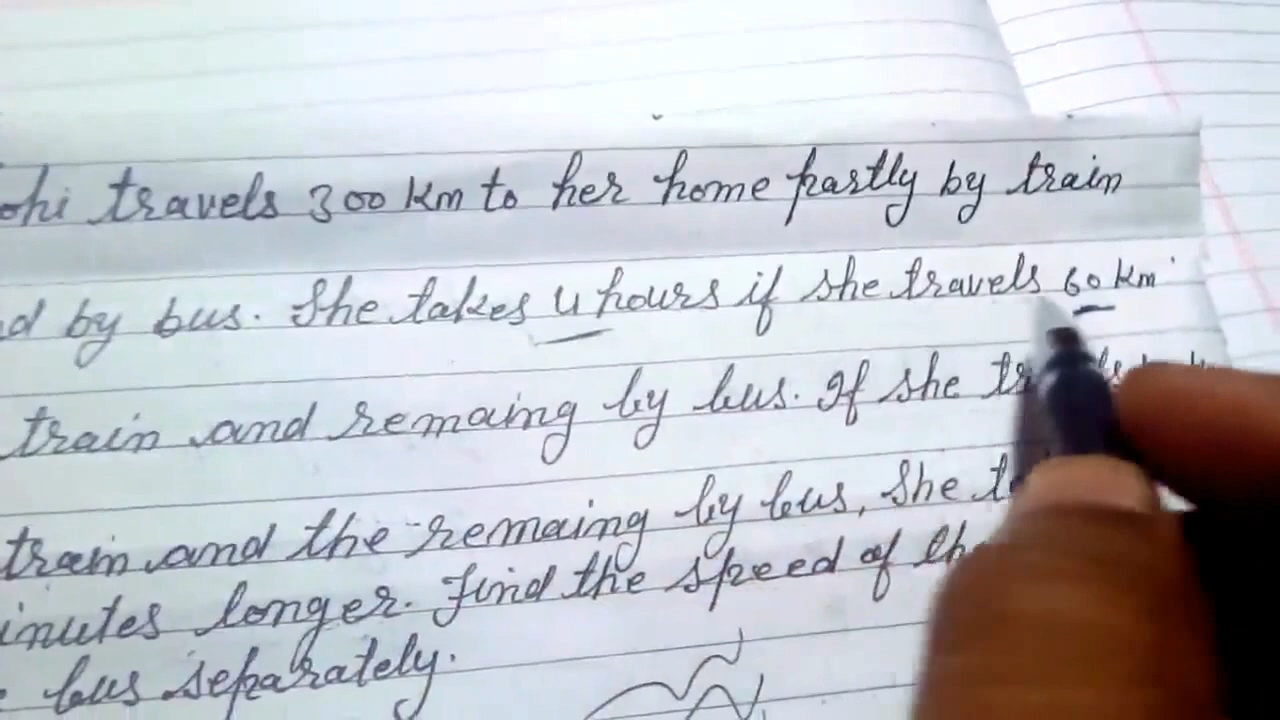 ohi travels 300 km to her home partly by train
d by bus. She takes 4 hours if she travels 60 km
train and remaing by bus. If she
train and the remaing by bus, She
inutes longer. Find the speed of
bus separately.